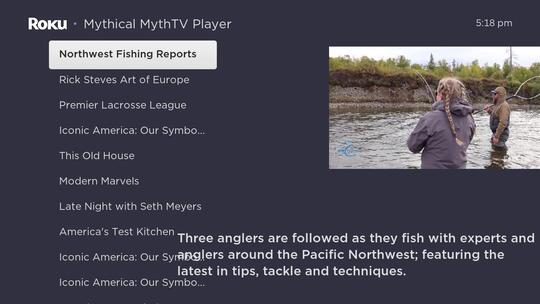 Roku • Mythical MythTV Player
5:18 pm
Northwest Fishing Reports
Rick Steves Art of Europe
Premier Lacrosse League
Iconic America: Our Symbo...
This Old House
Modern Marvels
Late Night with Seth Meyers
America's Test Kitchen
Iconic America: Our Symbo...
Iconic America: Our Symbo...
Three anglers are followed as they fish with experts and
anglers around the Pacific Northwest; featuring the
latest in tips, tackle and techniques.